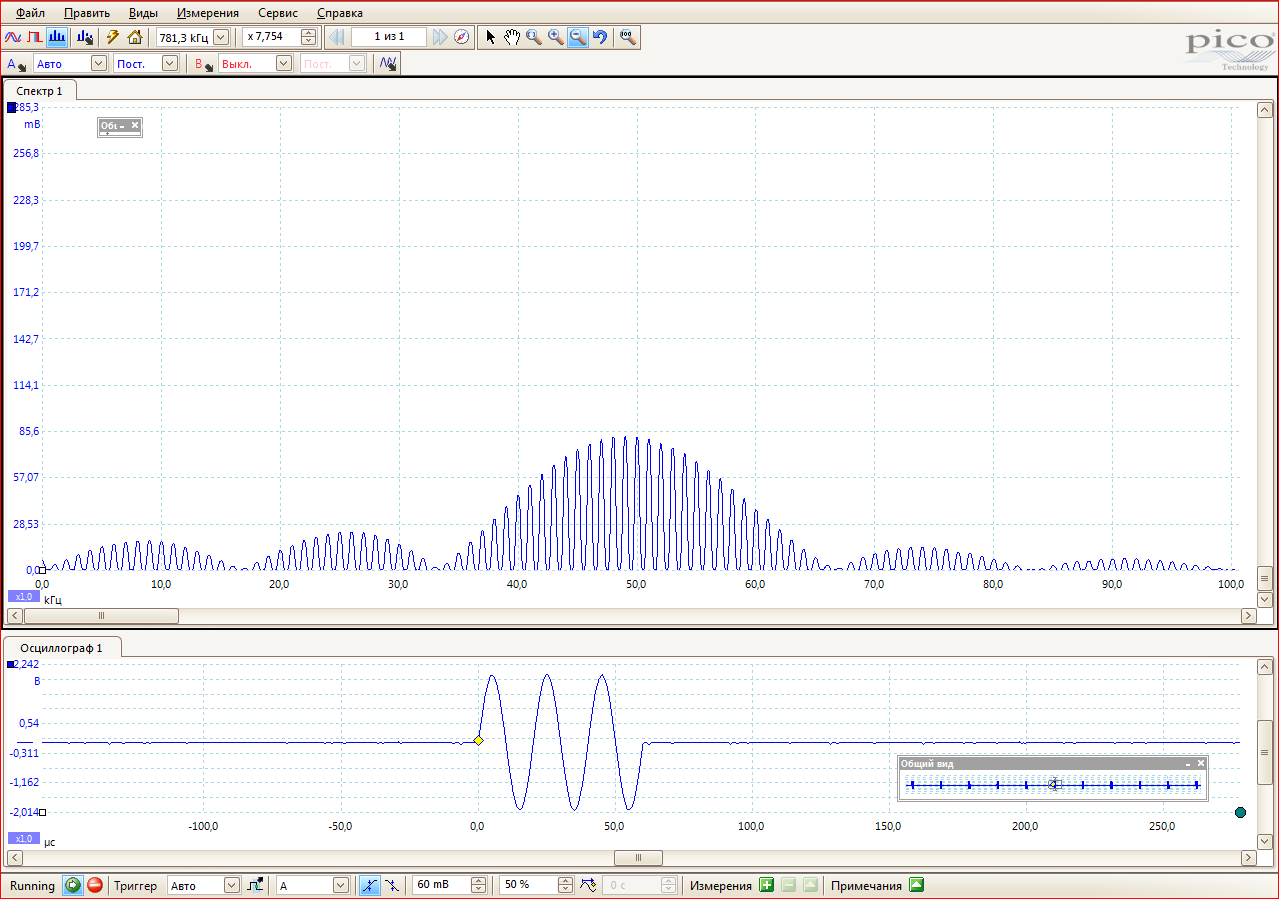 Файл Править Виды Измерения Сервис Справка
781,3 кГц x 7,754 1 из 1
pico
Technology
A Авто Пост. B Выкл. Пост.
Спектр 1
285,3
mB
Общ
256,8
228,3
199,7
171,2
142,7
114,1
85,6
57,07
28,53
0,0
0,0 10,0 20,0 30,0 40,0 50,0 60,0 70,0 80,0 90,0 100,0
x1.0 кГц
Осциллограф 1
2,242
В
0,54
-0,311
Общий вид
-1,162
-2,014
-100,0 -50,0 0,0 50,0 100,0 150,0 200,0 250,0
x1.0 µс
Running Триггер Авто A 60 mB 50 % 0 с Измерения Примечания